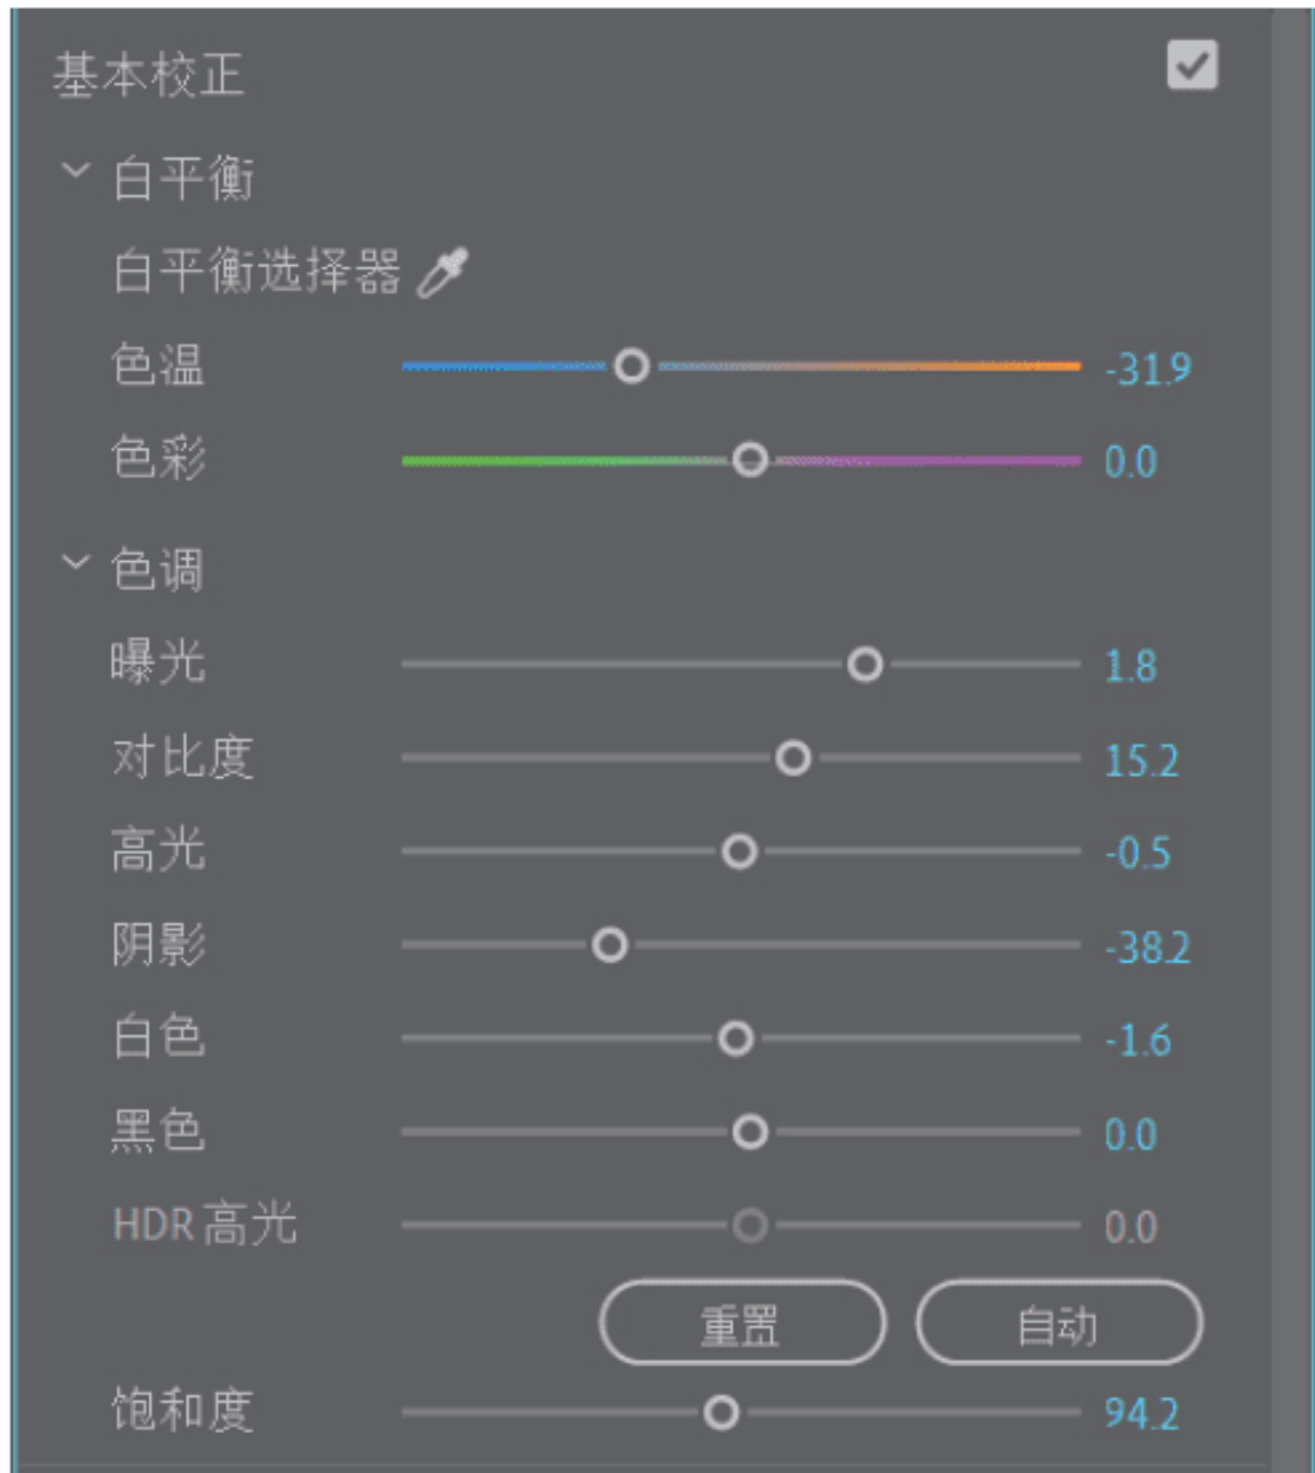 基本校正
白平衡
白平衡选择器
色温 -31.9
色彩 0.0
色调
曝光 1.8
对比度 15.2
高光 -0.5
阴影 -38.2
白色 -1.6
黑色 0.0
HDR 高光 0.0
重置 自动
饱和度 94.2